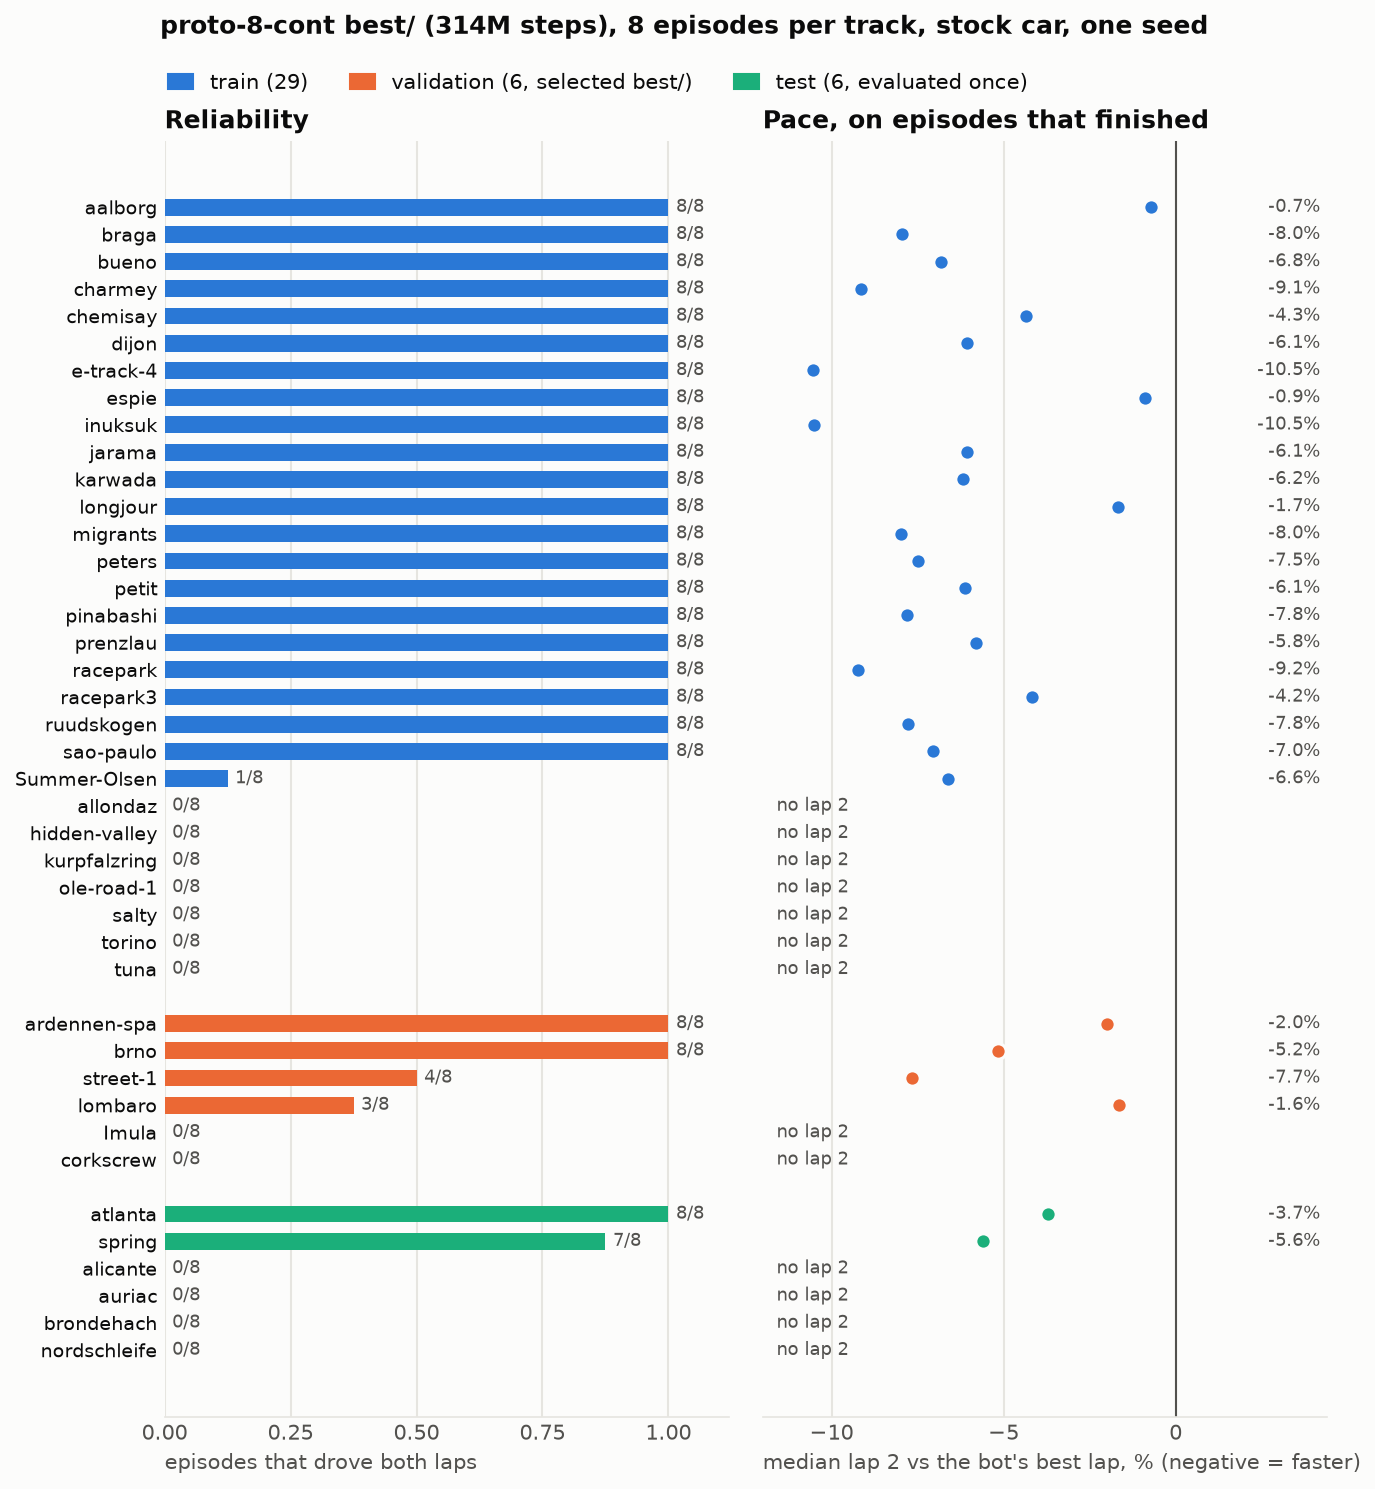 proto-8-cont best/ (314M steps), 8 episodes per track, stock car, one seed
train (29) validation (6, selected best/) test (6, evaluated once)
Reliability Pace, on episodes that finished
aalborg 8/8 -0.7%
braga 8/8 -8.0%
bueno 8/8 -6.8%
charmey 8/8 -9.1%
chemisay 8/8 -4.3%
dijon 8/8 -6.1%
e-track-4 8/8 -10.5%
espie 8/8 -0.9%
inuksuk 8/8 -10.5%
jarama 8/8 -6.1%
karwada 8/8 -6.2%
longjour 8/8 -1.7%
migrants 8/8 -8.0%
peters 8/8 -7.5%
petit 8/8 -6.1%
pinabashi 8/8 -7.8%
prenzlau 8/8 -5.8%
racepark 8/8 -9.2%
racepark3 8/8 -4.2%
ruudskogen 8/8 -7.8%
sao-paulo 8/8 -7.0%
Summer-Olsen 1/8 -6.6%
allondaz 0/8 no lap 2
hidden-valley 0/8 no lap 2
kurpfalzring 0/8 no lap 2
ole-road-1 0/8 no lap 2
salty 0/8 no lap 2
torino 0/8 no lap 2
tuna 0/8 no lap 2
ardennen-spa 8/8 -2.0%
brno 8/8 -5.2%
street-1 4/8 -7.7%
lombaro 3/8 -1.6%
Imula 0/8 no lap 2
corkscrew 0/8 no lap 2
atlanta 8/8 -3.7%
spring 7/8 -5.6%
alicante 0/8 no lap 2
auriac 0/8 no lap 2
brondehach 0/8 no lap 2
nordschleife 0/8 no lap 2
0.00 0.25 0.50 0.75 1.00 −10 −5 0
episodes that drove both laps median lap 2 vs the bot's best lap, % (negative = faster)